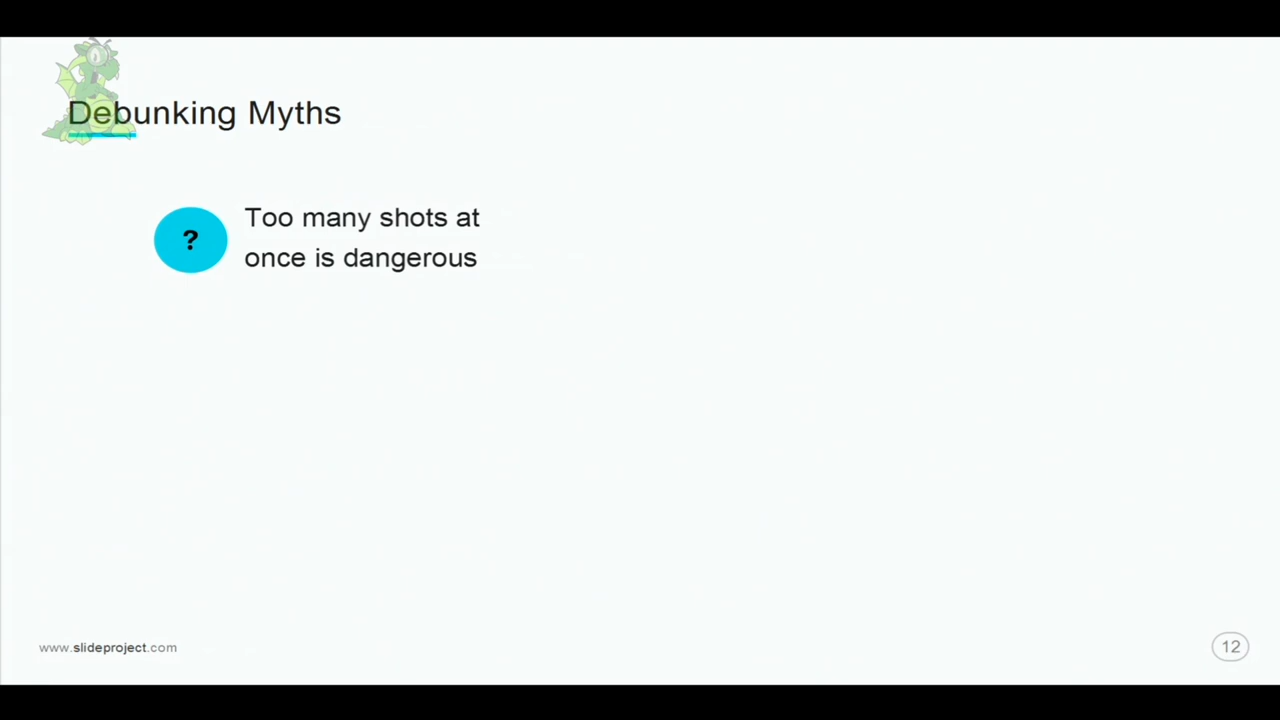 Debunking Myths
?
Too many shots at
once is dangerous
www.slideproject.com
12